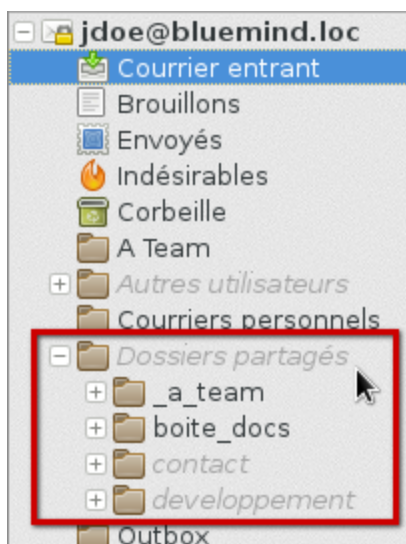 jdoe@bluemind.loc
Courrier entrant
Brouillons
Envoyés
Indésirables
Corbeille
A Team
Autres utilisateurs
Courriers personnels
Dossiers partagés
_a_team
boite_docs
contact
developpement
Outbox